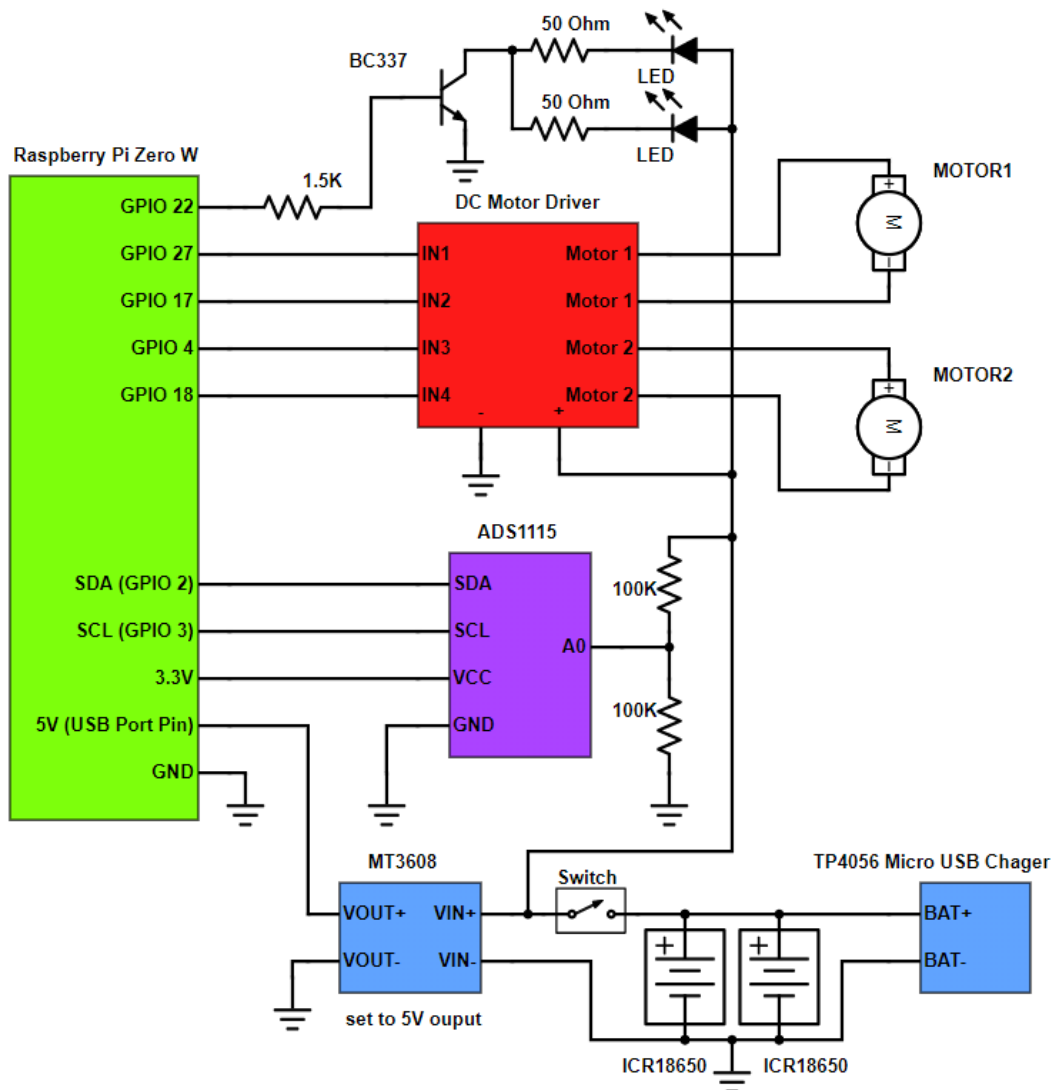 50 Ohm
BC337
LED
50 Ohm
LED
Raspberry Pi Zero W
1.5K
GPIO 22
GPIO 27
GPIO 17
GPIO 4
GPIO 18
SDA (GPIO 2)
SCL (GPIO 3)
3.3V
5V (USB Port Pin)
GND
DC Motor Driver
IN1
IN2
IN3
IN4
Motor 1
Motor 1
Motor 2
Motor 2
-
+
MOTOR1
+
M
-
MOTOR2
+
M
-
ADS1115
SDA
SCL
VCC
GND
A0
100K
100K
MT3608
VOUT+
VOUT-
VIN+
VIN-
set to 5V ouput
Switch
+
+
ICR18650
ICR18650
TP4056 Micro USB Chager
BAT+
BAT-